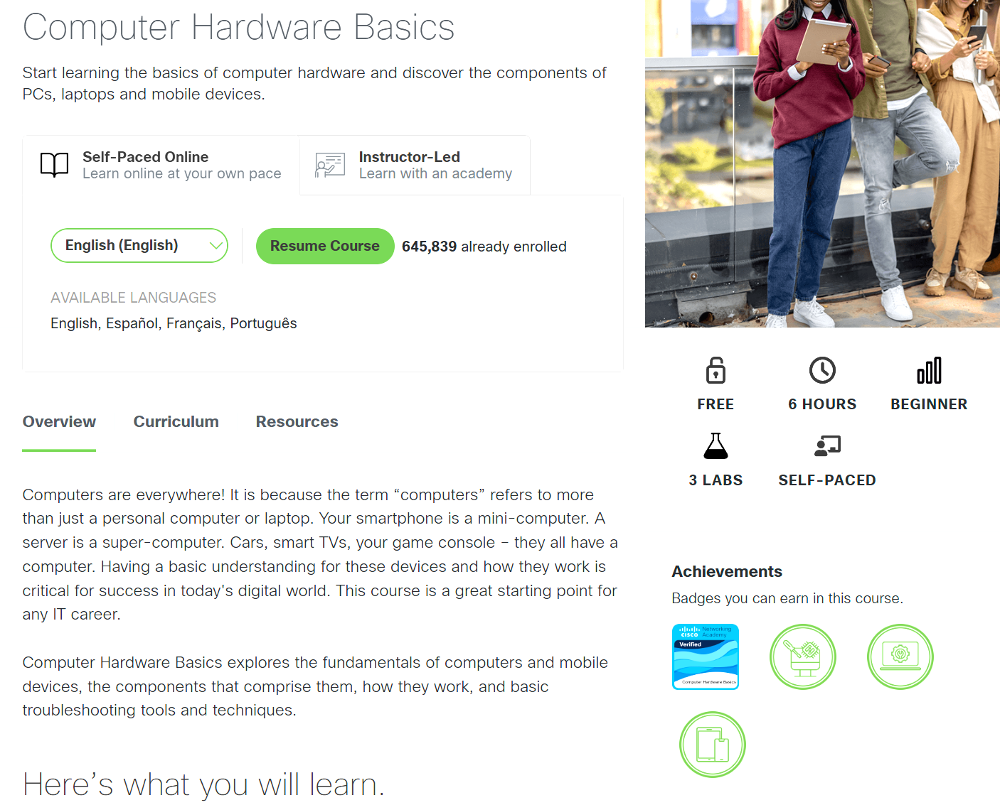 Computer Hardware Basics
Start learning the basics of computer hardware and discover the components of
PCs, laptops and mobile devices.
Self-Paced Online
Learn online at your own pace
Instructor-Led
Learn with an academy
English (English)
Resume Course
645,839 already enrolled
AVAILABLE LANGUAGES
English, Español, Français, Português
Overview
Curriculum
Resources
Computers are everywhere! It is because the term “computers” refers to more
than just a personal computer or laptop. Your smartphone is a mini-computer. A
server is a super-computer. Cars, smart TVs, your game console – they all have a
computer. Having a basic understanding for these devices and how they work is
critical for success in today's digital world. This course is a great starting point for
any IT career.
Computer Hardware Basics explores the fundamentals of computers and mobile
devices, the components that comprise them, how they work, and basic
troubleshooting tools and techniques.
Here’s what you will learn.
FREE
6 HOURS
BEGINNER
3 LABS
SELF-PACED
Achievements
Badges you can earn in this course.
cisco
Networking
Academy
Verified
Computer Hardware Basics